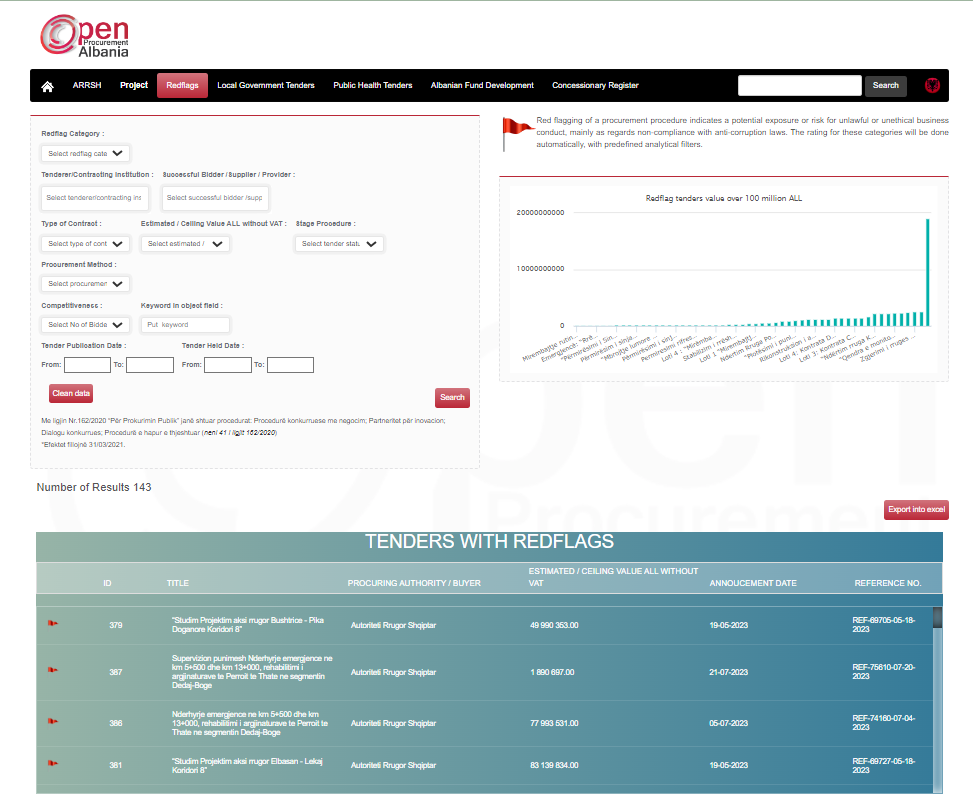 Open
Procurement
Albania
ARRSH Project Redflags Local Government Tenders Public Health Tenders Albanian Fund Development Concessionary Register Search
Redflag Category :
Select redflag cate
Tenderer/Contracting Institution : Successful Bidder /Supplier / Provider :
Select tenderer/contracting ins Select successful bidder /supp
Type of Contract : Estimated / Ceiling Value ALL without VAT : Stage Procedure :
Select type of cont Select estimated / Select tender statu
Procurement Method :
Select procuremen
Competitiveness : Keyword in object field :
Select No of Bidde Put keyword
Tender Publication Date : Tender Held Date :
From: To: From: To:
Clean data
Search
Me ligjin Nr.162/2020 "Për Prokurimin Publik" janë shtuar procedurat: Procedurë konkurruese me negocim; Partneritet për inovacion;
Dialogu konkurrues; Procedurë e hapur e thjeshtuar (neni 41 i ligjit 162/2020)
*Efektet fillojnë 31/03/2021.
Red flagging of a procurement procedure indicates a potential exposure or risk for unlawful or unethical business
conduct, mainly as regards non-compliance with anti-corruption laws. The rating for these categories will be done
automatically, with predefined analytical filters.
Redflag tenders value over 100 million ALL
20000000000
10000000000
0
Mirembajtje rutin...
Emergjence: "Rrë...
"Permirësimi i Sin...
Përmirësim i sinja...
"Mbrojtje lumore ...
Përmirësimi i sinj...
Permiresim rifres...
Loti 4 : "Miremba...
Stabilizim i rrësh...
Loti 1 "Mirembajtj...
Ndertim Rruga Po...
"Plotësimi i puni...
Rikonstruksion i a...
Loti 4: Kontrata D...
Loti 3: Kontrata C...
"Ndërtim rruga K...
"Qendra e monito...
Zgjerimi i rruges ...
Number of Results 143
Export into excel
TENDERS WITH REDFLAGS
ID TITLE PROCURING AUTHORITY / BUYER ESTIMATED / CEILING VALUE ALL WITHOUT
VAT ANNOUCEMENT DATE REFERENCE NO.
379 "Studim Projektim aksi rrugor Bushtrice - Pika
Doganore Koridori 8" Autoriteti Rrugor Shqiptar 49 990 353.00 19-05-2023 REF-69705-05-18-
2023
387 Supervizion punimesh Nderhyrje emergjence ne
km 5+500 dhe km 13+000, rehabilitimi i
argjinaturave te Perroit te Thate ne segmentin
Dedaj-Boge Autoriteti Rrugor Shqiptar 1 890 697.00 21-07-2023 REF-75610-07-20-
2023
386 Nderhyrje emergjence ne km 5+500 dhe km
13+000, rehabilitimi i argjinaturave te Perroit te
Thate ne segmentin Dedaj-Boge Autoriteti Rrugor Shqiptar 77 993 531.00 05-07-2023 REF-74160-07-04-
2023
381 "Studim Projektim aksi rrugor Elbasan - Lekaj
Koridori 8" Autoriteti Rrugor Shqiptar 83 139 834.00 19-05-2023 REF-69727-05-18-
2023